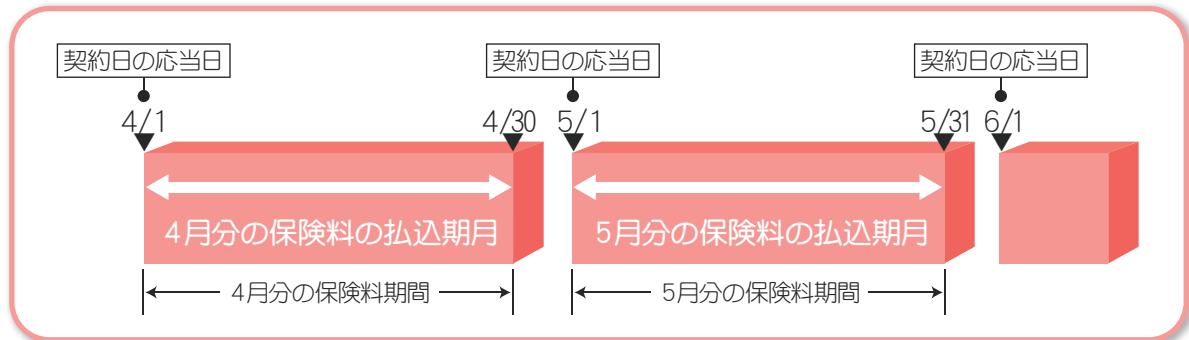 契約日の応当日 契約日の応当日 契約日の応当日
4/1 4/30 5/1 5/31 6/1
4月分の保険料の払込期月 5月分の保険料の払込期月
4月分の保険料期間 5月分の保険料期間